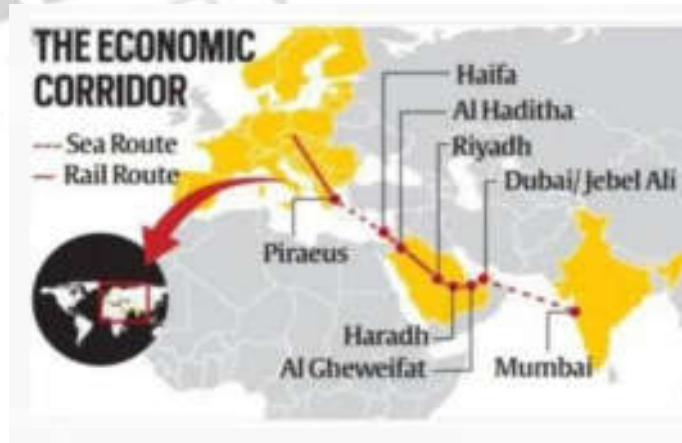 THE ECONOMIC
CORRIDOR
Sea Route
Rail Route
Haifa
Al Haditha
Riyadh
Dubai/Jebel Ali
Piraeus
Haradh
Al Gheweifat
Mumbai